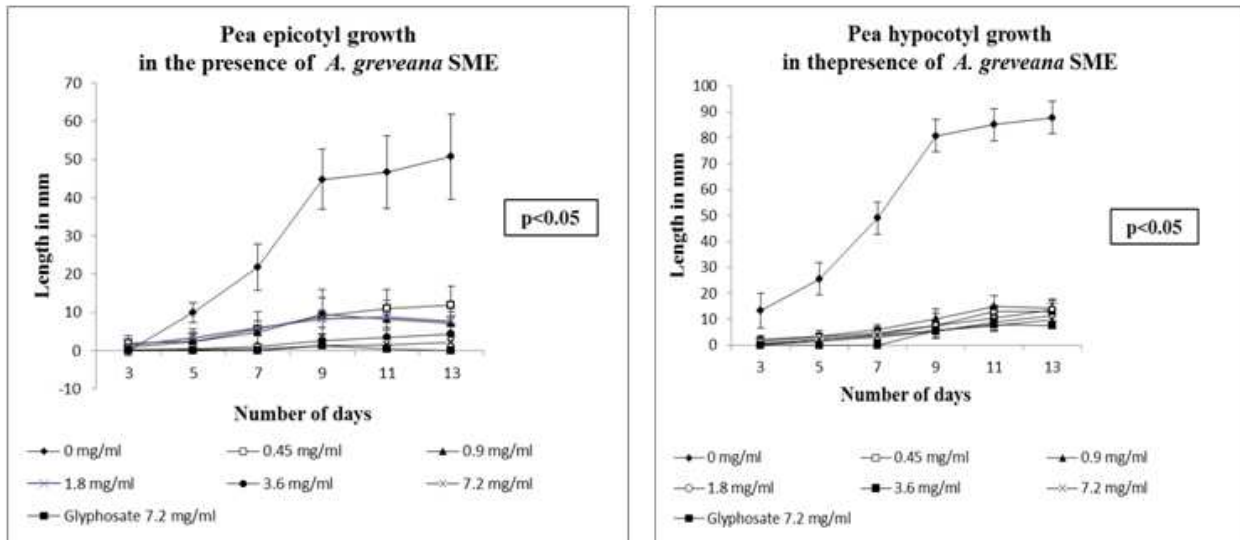 Pea epicotyl growth
in the presence of A. greveana SME
70
60
50
40
30
20
10
0
-10
Length in mm
p<0.05
3 5 7 9 11 13
Number of days
0 mg/ml 0.45 mg/ml 0.9 mg/ml
1.8 mg/ml 3.6 mg/ml 7.2 mg/ml
Glyphosate 7.2 mg/ml
Pea hypocotyl growth
in thepresence of A. greveana SME
100
90
80
70
60
50
40
30
20
10
0
Length in mm
p<0.05
3 5 7 9 11 13
Number of days
0 mg/ml 0.45 mg/ml 0.9 mg/ml
1.8 mg/ml 3.6 mg/ml 7.2 mg/ml
Glyphosate 7.2 mg/ml